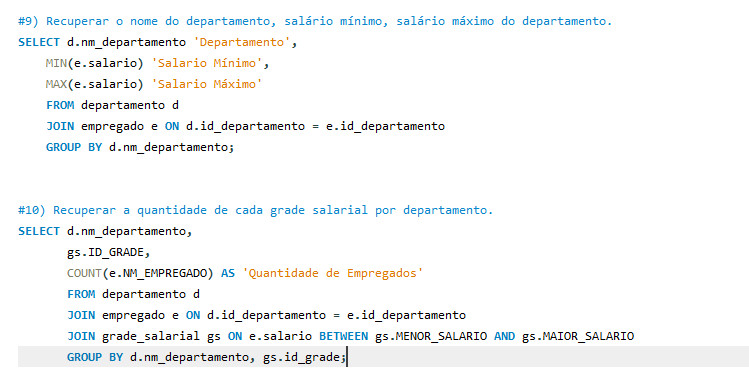 #9) Recuperar o nome do departamento, salário mínimo, salário máximo do departamento.
SELECT d.nm_departamento 'Departamento',
MIN(e.salario) 'Salario Mínimo',
MAX(e.salario) 'Salario Máximo'
FROM departamento d
JOIN empregado e ON d.id_departamento = e.id_departamento
GROUP BY d.nm_departamento;
#10) Recuperar a quantidade de cada grade salarial por departamento.
SELECT d.nm_departamento,
gs.ID_GRADE,
COUNT(e.NM_EMPREGADO) AS 'Quantidade de Empregados'
FROM departamento d
JOIN empregado e ON d.id_departamento = e.id_departamento
JOIN grade_salarial gs ON e.salario BETWEEN gs.MENOR_SALARIO AND gs.MAIOR_SALARIO
GROUP BY d.nm_departamento, gs.id_grade;